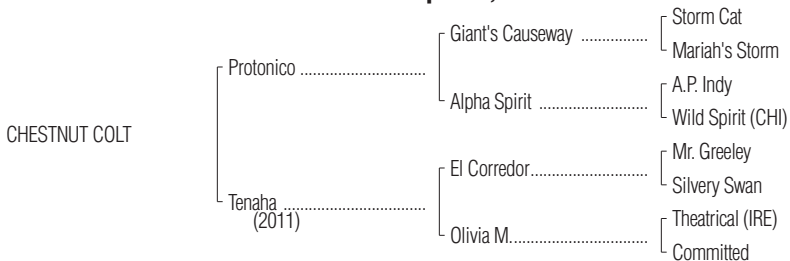 Storm Cat
Giant's Causeway ................
Mariah's Storm
Protonico ..............................
A.P. Indy
Alpha Spirit ..........................
Wild Spirit (CHI)
CHESTNUT COLT
Mr. Greeley
El Corredor............................
Silvery Swan
Tenaha ..................................
(2011)
Theatrical (IRE)
Olivia M.................................
Committed